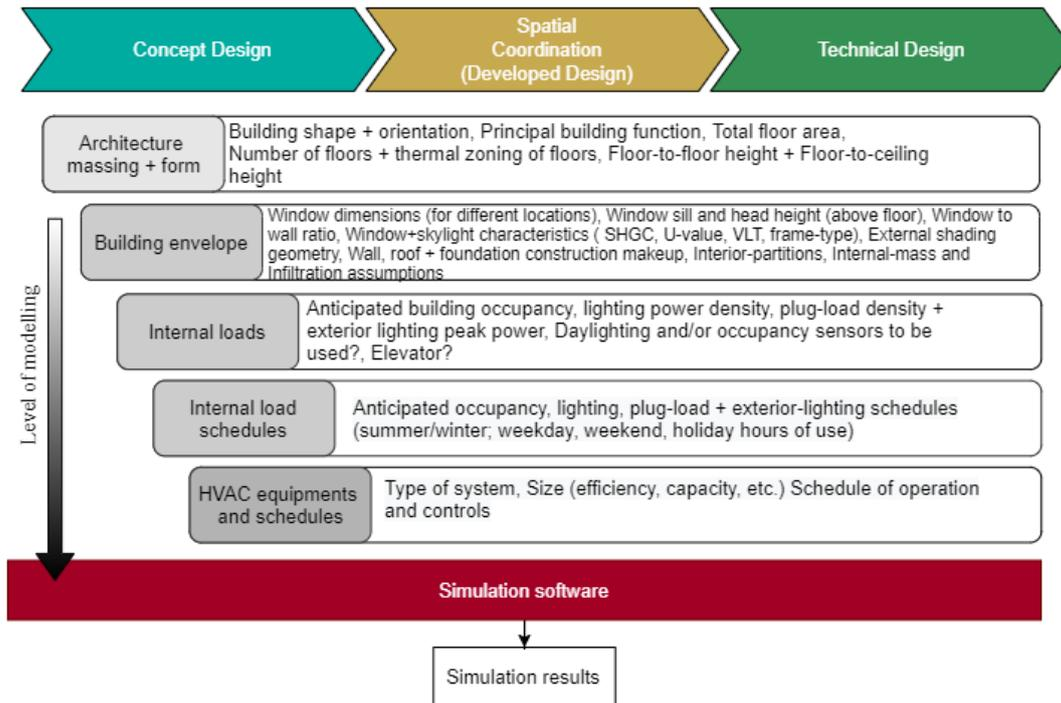 Concept Design
Spatial
Coordination
(Developed Design)
Technical Design
Architecture
massing + form
Building shape + orientation, Principal building function, Total floor area,
Number of floors + thermal zoning of floors, Floor-to-floor height + Floor-to-ceiling
height
Level of modelling
Building envelope
Window dimensions (for different locations), Window sill and head height (above floor), Window to
wall ratio, Window+skylight characteristics ( SHGC, U-value, VLT, frame-type), External shading
geometry, Wall, roof + foundation construction makeup, Interior-partitions, Internal-mass and
Infiltration assumptions
Internal loads
Anticipated building occupancy, lighting power density, plug-load density +
exterior lighting peak power, Daylighting and/or occupancy sensors to be
used?, Elevator?
Internal load
schedules
Anticipated occupancy, lighting, plug-load + exterior-lighting schedules
(summer/winter; weekday, weekend, holiday hours of use)
HVAC equipments
and schedules
Type of system, Size (efficiency, capacity, etc.) Schedule of operation
and controls
Simulation software
Simulation results